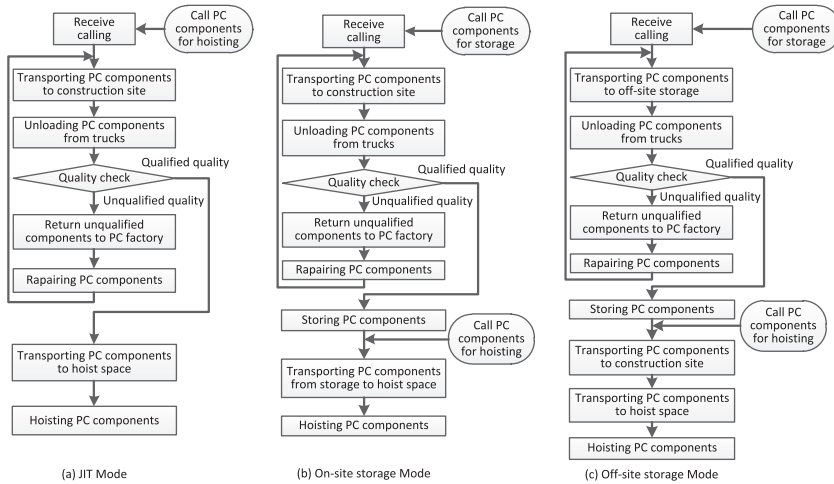 Receive
calling
Call PC
components
for hoisting
Transporting PC components
to construction site
Unloading PC components
from trucks
Qualified quality
Quality check
Unqualified quality
Return unqualified
components to PC factory
Rapairing PC components
Transporting PC components
to hoist space
Hoisting PC components
(a) JIT Mode
Receive
calling
Call PC
components
for storage
Transporting PC components
to construction site
Unloading PC components
from trucks
Qualified quality
Quality check
Unqualified quality
Return unqualified
components to PC factory
Rapairing PC components
Storing PC components
Call PC
components
for hoisting
Transporting PC components
from storage to hoist space
Hoisting PC components
(b) On-site storage Mode
Receive
calling
Call PC
components
for storage
Transporting PC components
to off-site storage
Unloading PC components
from trucks
Qualified quality
Quality check
Unqualified quality
Return unqualified
components to PC factory
Rapairing PC components
Storing PC components
Call PC
components
for hoisting
Transporting PC components
to construction site
Transporting PC components
to hoist space
Hoisting PC components
(c) Off-site storage Mode